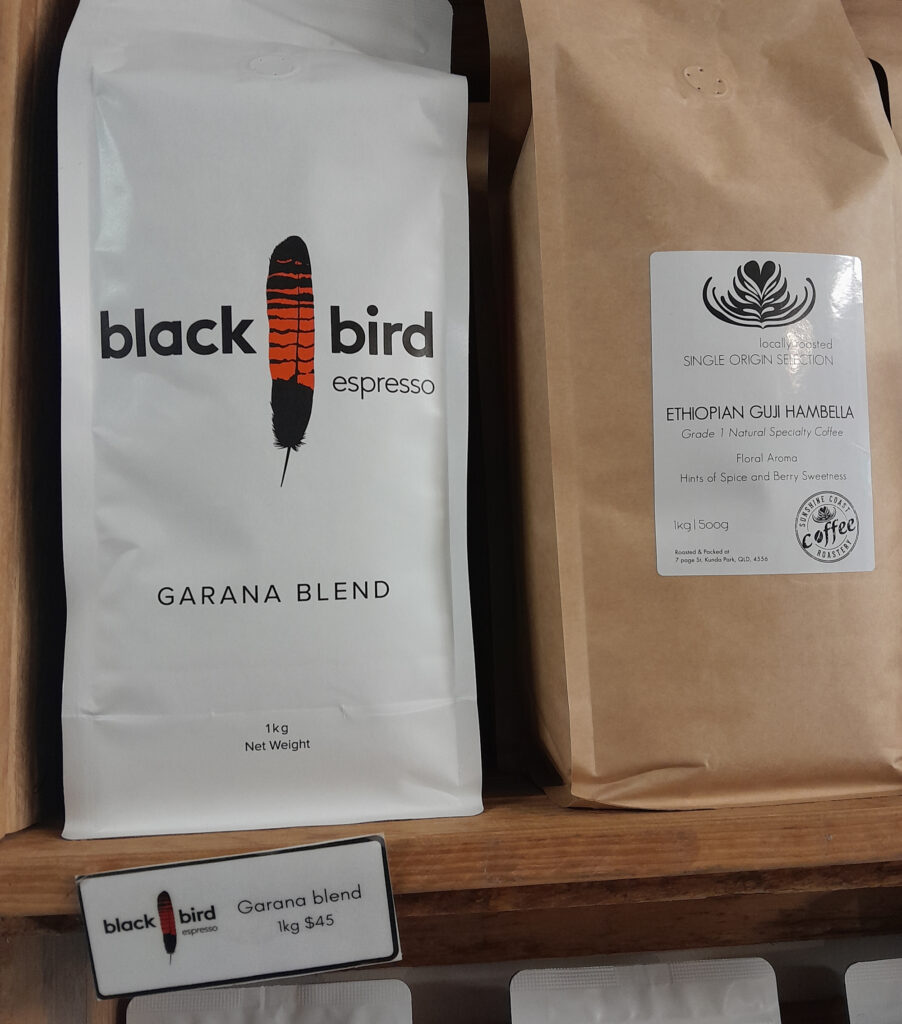 black bird
espresso
GARANA BLEND
1kg
Net Weight
locally roasted
SINGLE ORIGIN SELECTION
ETHIOPIAN GUJI HAMBELLA
Grade 1 Natural Specialty Coffee
Floral Aroma
Hints of Spice and Berry Sweetness
1kg|500g
SUNSHINE COAST
coffee
ROASTERY
Roasted & Packed at
7 page St, Kunda Park, QLD, 4556
black bird
espresso
Garana blend
1kg $45